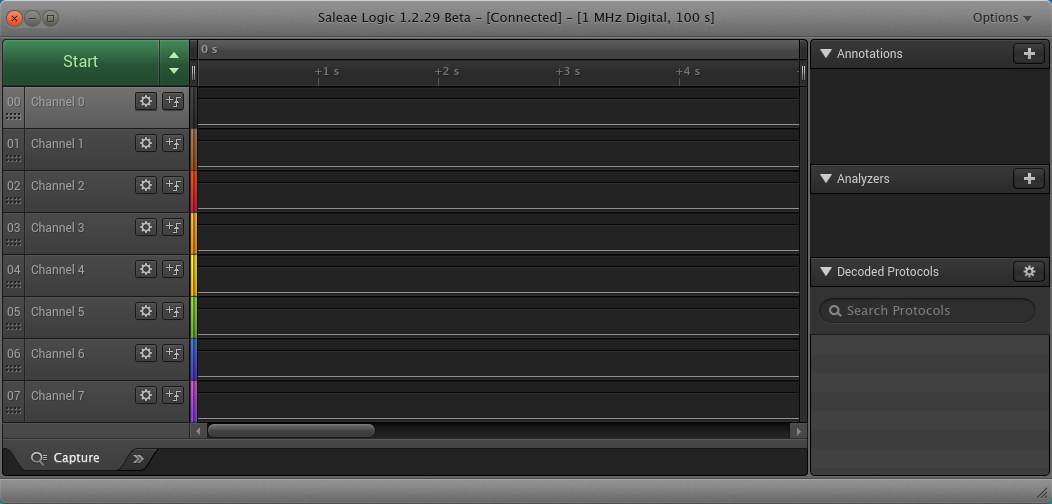 Saleae Logic 1.2.29 Beta – [Connected] – [1 MHz Digital, 100 s]
Options
Start
0 s
+1 s
+2 s
+3 s
+4 s
00 Channel 0
01 Channel 1
02 Channel 2
03 Channel 3
04 Channel 4
05 Channel 5
06 Channel 6
07 Channel 7
Capture
Annotations
Analyzers
Decoded Protocols
Search Protocols